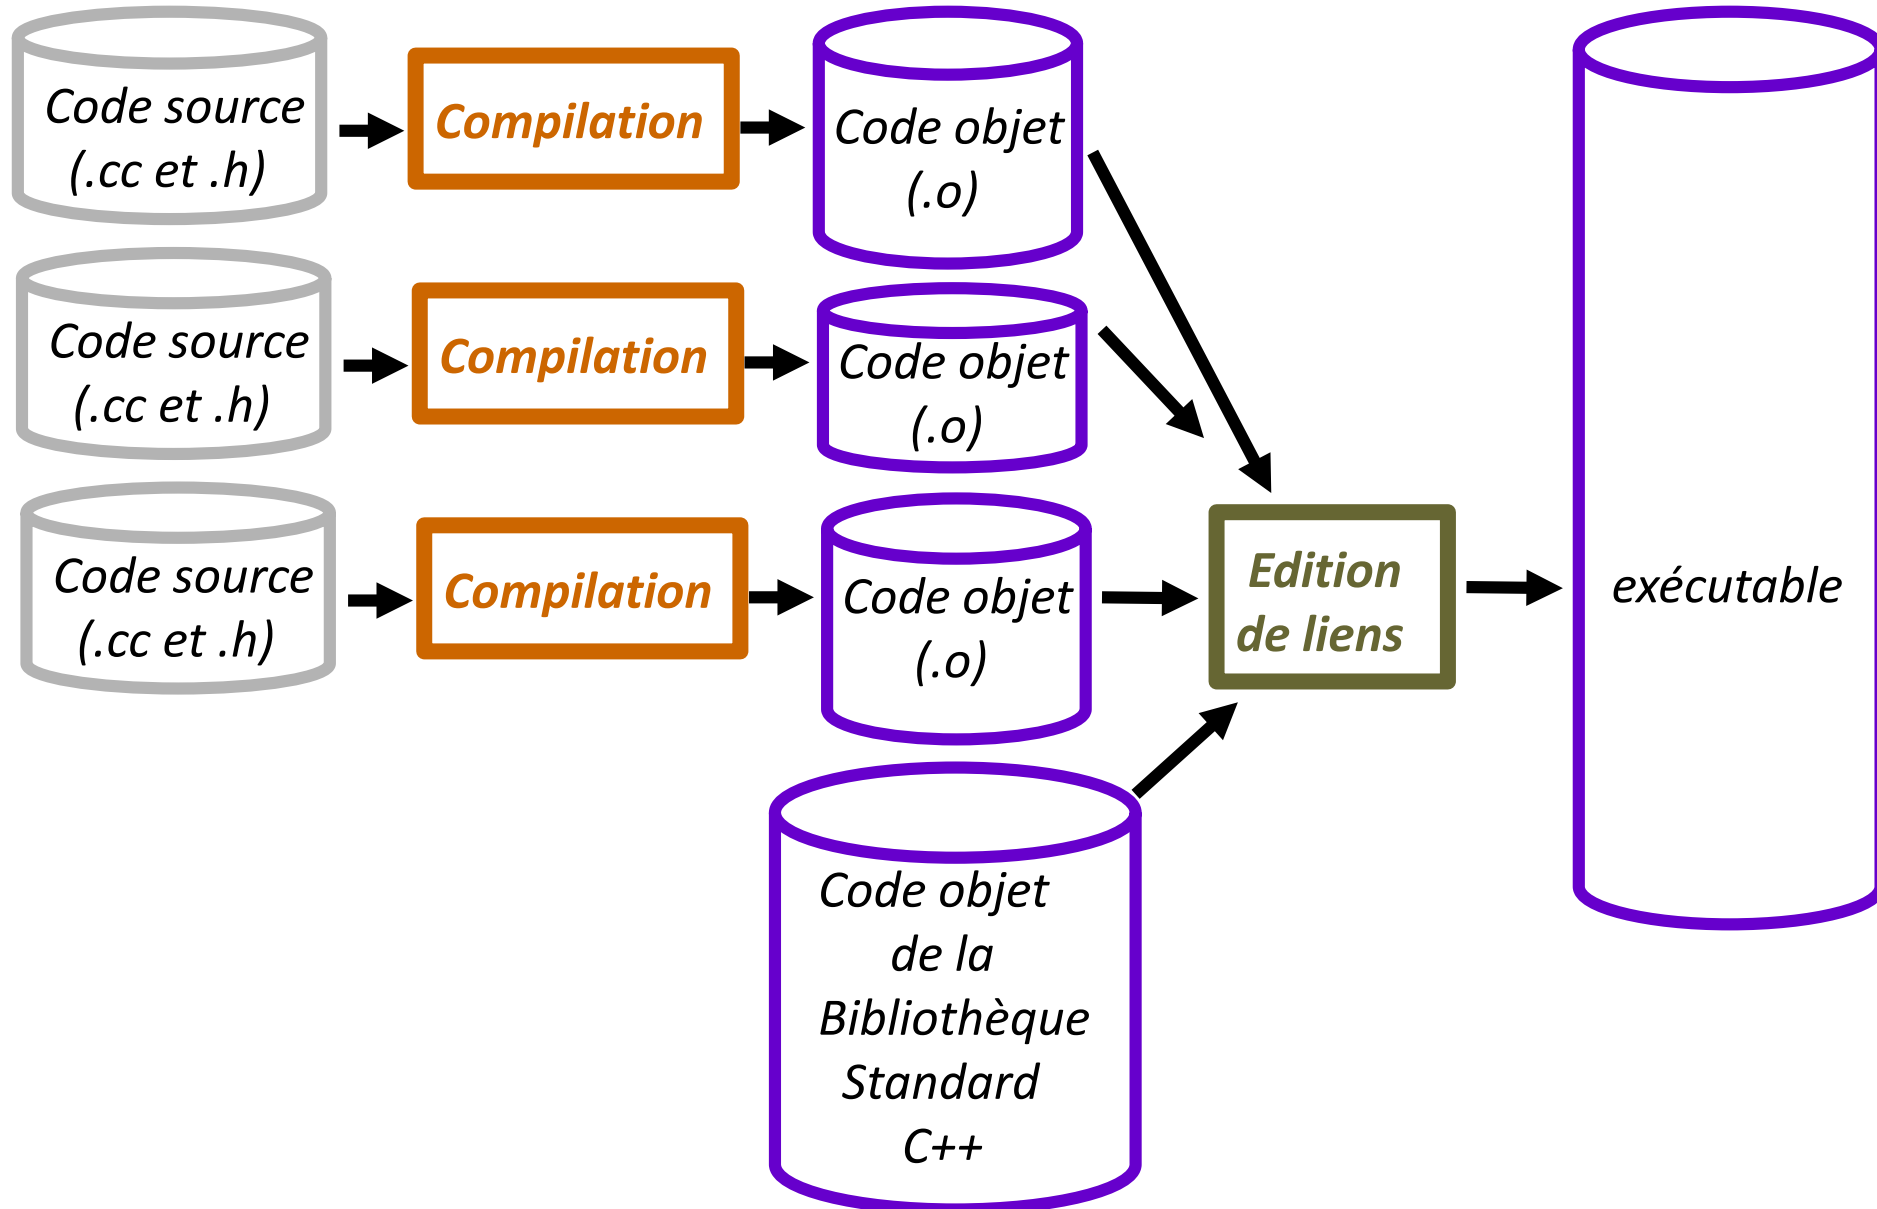 Code source
(.cc et .h)
Compilation
Code objet
(.o)
Code source
(.cc et .h)
Compilation
Code objet
(.o)
Code source
(.cc et .h)
Compilation
Code objet
(.o)
Edition
de liens
exécutable
Code objet
de la
Bibliothèque
Standard
C++